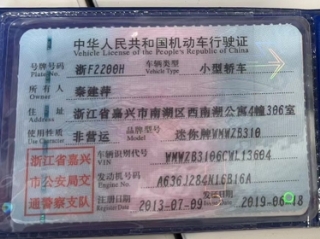 中华人民共和国机动车行驶证
Vehicle License of the People's Republic of China
号牌号码 浙F2200H 车辆类型 小型轿车
Plate No. Vehicle Type
所有人 秦建萍
Owner
住址 浙江省嘉兴市南湖区西南湖公寓4幢306室
Address
使用性质 非营运 品牌型号 迷你牌WMWZB310
Use Character Model
浙江省嘉兴
市公安局交
通警察支队
车辆识别代号
VIN
发动机号码
Engine No.
注册日期 2013-07-09 发证日期 2019-06-18
Register Date Issue Date